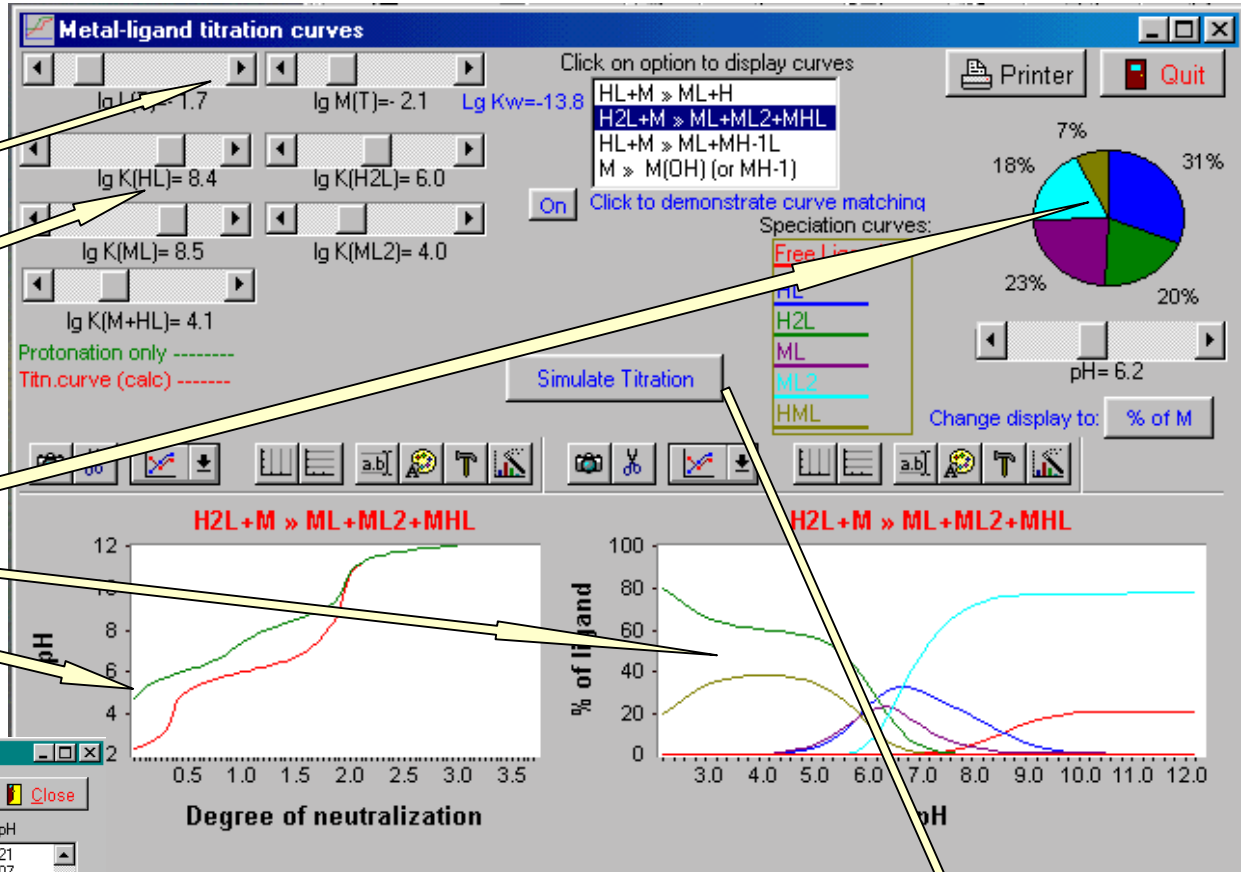 Metal-ligand titration curves
lg M(T)=- 2.1
Lg Kw=-13.8
lg K(HL)= 8.4
lg K(H2L)= 6.0
lg K(ML)= 8.5
lg K(ML2)= 4.0
lg K(M+HL)= 4.1
Protonation only --------
Titn.curve (calc) -------
Click on option to display curves
HL+M » ML+H
H2L+M » ML+ML2+MHL
HL+M » ML+MH-1L
M » M(OH) (or MH-1)
On
Click to demonstrate curve matching
Printer
Quit
7%
18%
31%
23%
20%
pH= 6.2
Change display to:
% of M
Speciation curves:
Free
HL
H2L
ML
ML2
HML
Simulate Titration
a.b
a.b
H2L+M » ML+ML2+MHL
12
8
6
4
2
pH
0.5 1.0 1.5 2.0 2.5 3.0 3.5
Degree of neutralization
H2L+M » ML+ML2+MHL
100
80
60
40
20
0
% of ligand
3.0 4.0 5.0 6.0 7.0 8.0 9.0 10.0 11.0 12.0
pH
Close
pH
21